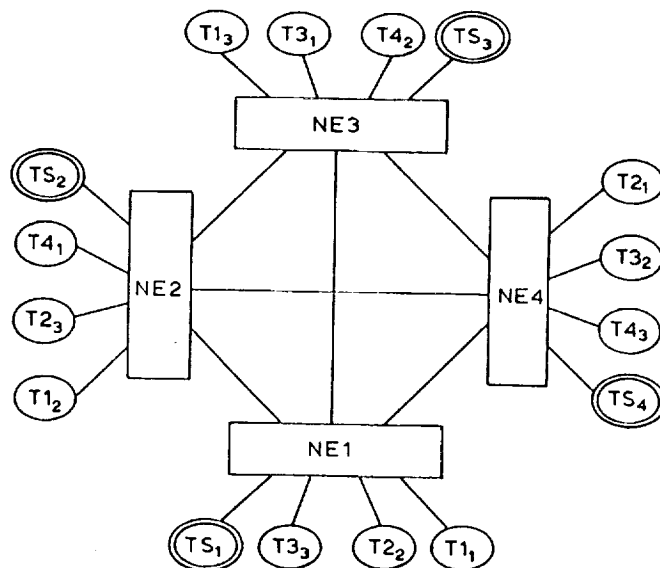 T1₃ T3₁ T4₂ TS₃
NE3
TS₂
T4₁
T2₃
T1₂
NE2
T2₁
T3₂
T4₃
TS₄
NE4
NE1
TS₁ T3₃ T2₂ T1₁